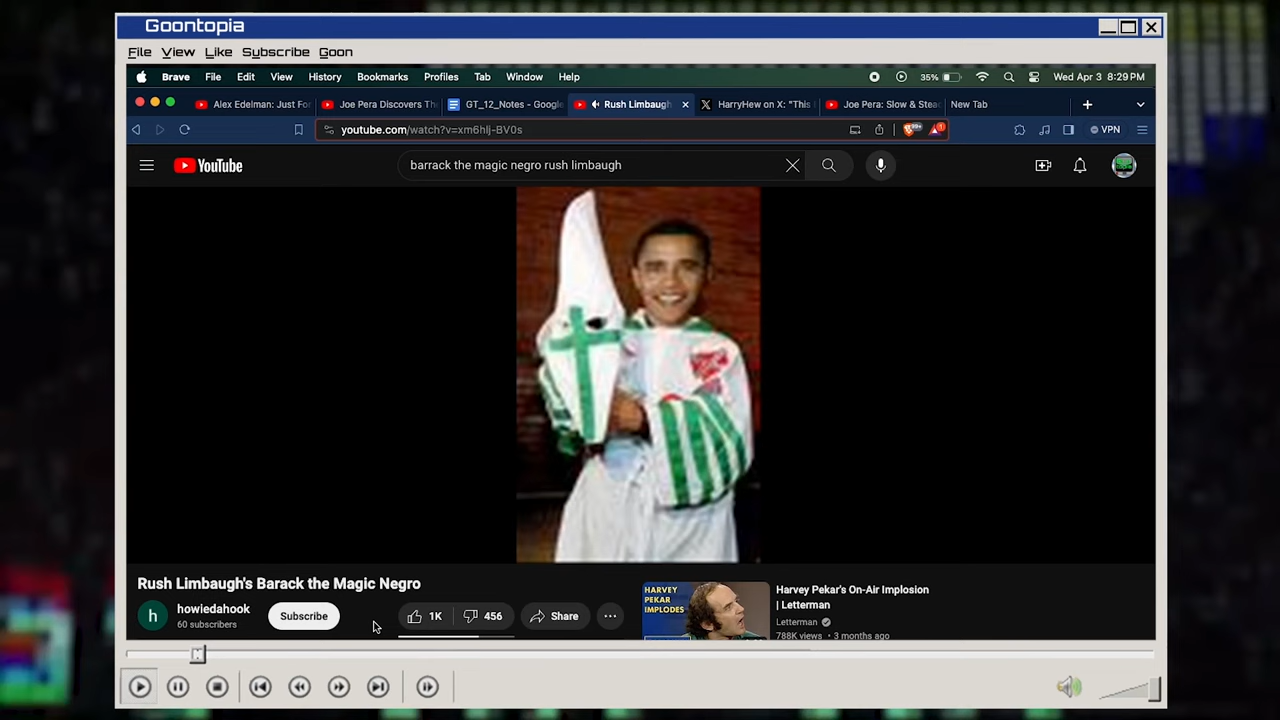 Goontopia
File View Like Subscribe Goon
Brave File Edit View History Bookmarks Profiles Tab Window Help 35% Wed Apr 3 8:29 PM
Alex Edelman: Just For Joe Pera Discovers Th GT_12_Notes - Google Rush Limbaugh HarryHew on X: "This Joe Pera: Slow & Stea New Tab
youtube.com/watch?v=xm6hlj-BV0s 99+ 1 VPN
YouTube barrack the magic negro rush limbaugh
Rush Limbaugh's Barack the Magic Negro
howiedahook
60 subscribers
Subscribe 1K 456 Share
HARVEY
PEKAR
IMPLODES
Harvey Pekar's On-Air Implosion
| Letterman
Letterman
788K views • 3 months ago